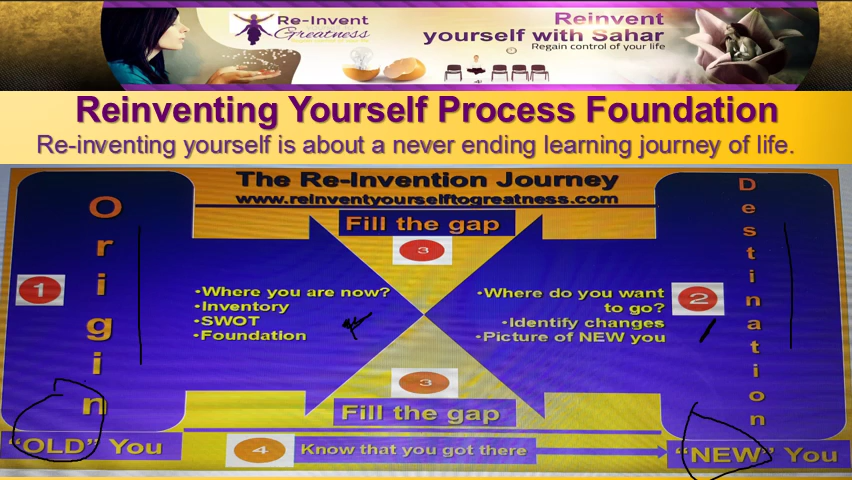 Re-Invent
Greatness
Reinvent
yourself with Sahar
Regain control of your life
Reinventing Yourself Process Foundation
Re-inventing yourself is about a never ending learning journey of life.
The Re-Invention Journey
www.reinventyourselftogreatness.com
Origin
1
"OLD" You
Fill the gap
3
•Where you are now?
•Inventory
•SWOT
•Foundation
•Where do you want
to go?
•Identify changes
•Picture of NEW you
2
Destination
3
Fill the gap
4
Know that you got there
"NEW" You